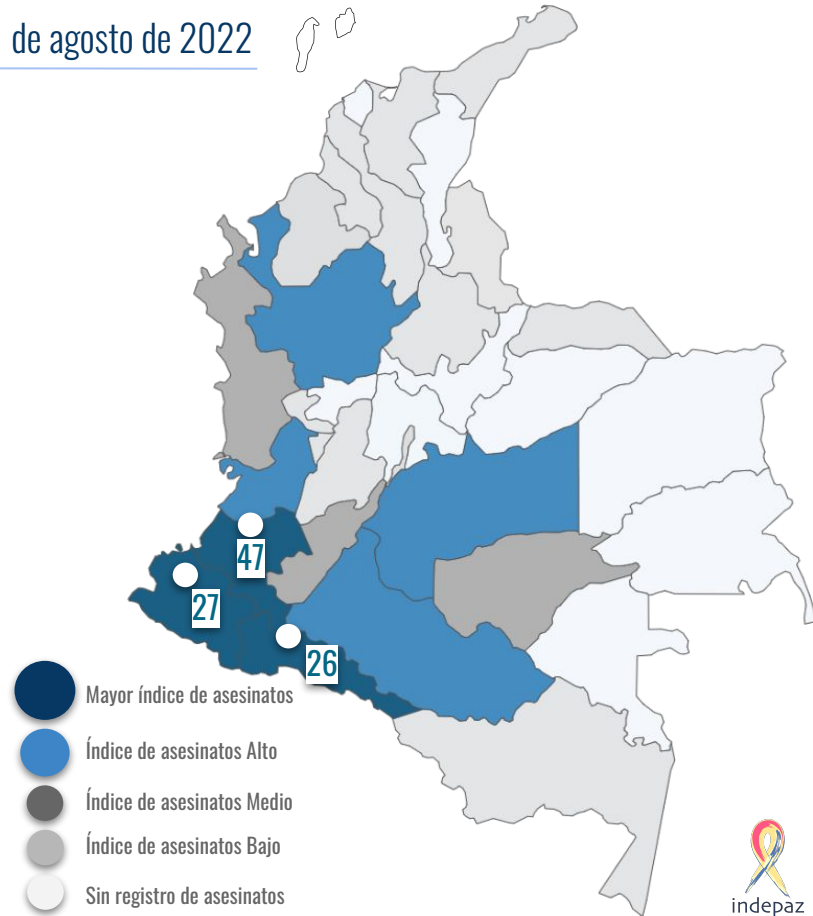 de agosto de 2022
47
27
26
Mayor índice de asesinatos
Índice de asesinatos Alto
Índice de asesinatos Medio
Índice de asesinatos Bajo
Sin registro de asesinatos
indepaz